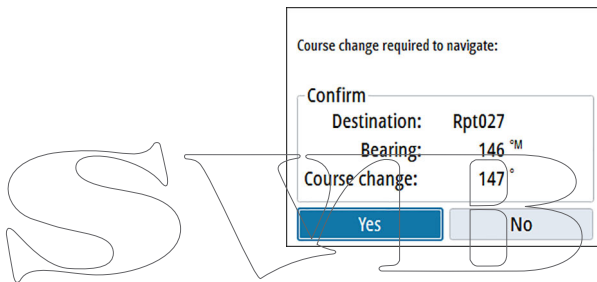 Course change required to navigate:
Confirm
Destination: Rpt027
Bearing: 146 °M
Course change: 147 °
Yes No
SVB